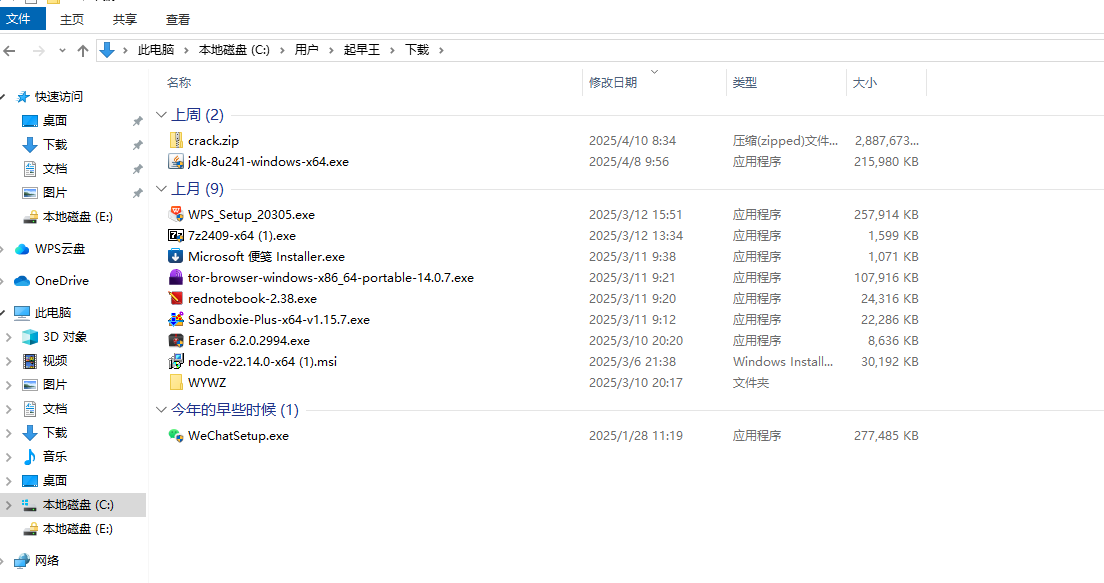 文件 主页 共享 查看
此电脑 本地磁盘 (C:) 用户 起早王 下载
名称 修改日期 类型 大小
快速访问
桌面
下载
文档
图片
本地磁盘 (E:)
WPS云盘
OneDrive
此电脑
3D 对象
视频
图片
文档
下载
音乐
桌面
本地磁盘 (C:)
本地磁盘 (E:)
网络
上周 (2)
crack.zip 2025/4/10 8:34 压缩(zipped)文件... 2,887,673...
jdk-8u241-windows-x64.exe 2025/4/8 9:56 应用程序 215,980 KB
上月 (9)
WPS_Setup_20305.exe 2025/3/12 15:51 应用程序 257,914 KB
7z2409-x64 (1).exe 2025/3/12 13:34 应用程序 1,599 KB
Microsoft 便笺 Installer.exe 2025/3/11 9:38 应用程序 1,071 KB
tor-browser-windows-x86_64-portable-14.0.7.exe 2025/3/11 9:21 应用程序 107,916 KB
rednotebook-2.38.exe 2025/3/11 9:20 应用程序 24,316 KB
Sandboxie-Plus-x64-v1.15.7.exe 2025/3/11 9:12 应用程序 22,286 KB
Eraser 6.2.0.2994.exe 2025/3/10 20:20 应用程序 8,636 KB
node-v22.14.0-x64 (1).msi 2025/3/6 21:38 Windows Install... 30,192 KB
WYWZ 2025/3/10 20:17 文件夹
今年的早些时候 (1)
WeChatSetup.exe 2025/1/28 11:19 应用程序 277,485 KB